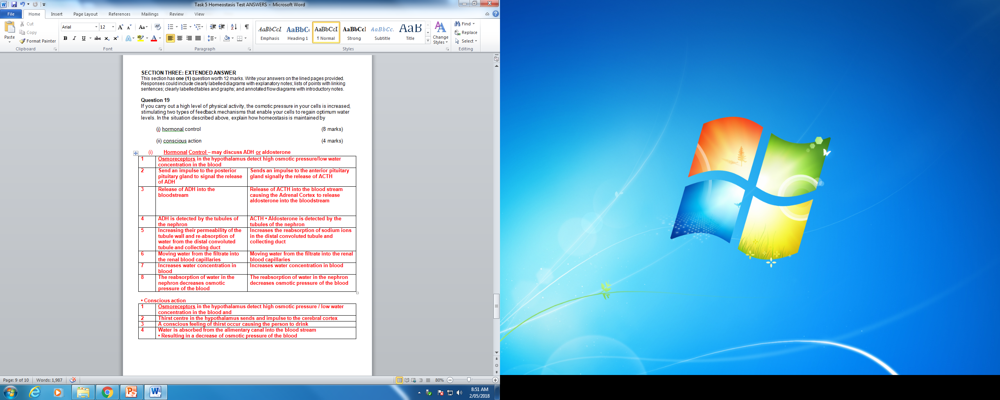 Task 5 Homeostasis Test ANSWERS - Microsoft Word
File Home Insert Page Layout References Mailings Review View
Paste
Cut
Copy
Format Painter
Clipboard
Arial 12
Font
Paragraph
AaBbCcI AaBbC AaBbCcI AaBbCcI AaBbCc. AaB
Emphasis Heading 1 ¶ Normal Strong Subtitle Title
Change Styles
Styles
Find
Replace
Select
Editing
SECTION THREE: EXTENDED ANSWER
This section has one (1) question worth 12 marks. Write your answers on the lined pages provided.
Responses could include clearly labelled diagrams with explanatory notes; lists of points with linking
sentences; clearly labelled tables and graphs; and annotated flow diagrams with introductory notes.
Question 19
If you carry out a high level of physical activity, the osmotic pressure in your cells is increased,
stimulating two types of feedback mechanisms that enable your cells to regain optimum water
levels. In the situation described above, explain how homeostasis is maintained by
(i) hormonal control (8 marks)
(ii) conscious action (4 marks)
(i) Hormonal Control – may discuss ADH or aldosterone
1 Osmoreceptors in the hypothalamus detect high osmotic pressure/low water
concentration in the blood
2 Send an impulse to the posterior
pituitary gland to signal the release
of ADH
Sends an impulse to the anterior pituitary
gland signally the release of ACTH
3 Release of ADH into the
bloodstream
Release of ACTH into the blood stream
causing the Adrenal Cortex to release
aldosterone into the bloodstream
4 ADH is detected by the tubules of
the nephron
ACTH • Aldosterone is detected by the
tubules of the nephron
5 Increasing their permeability of the
tubule wall and re-absorption of
water from the distal convoluted
tubule and collecting duct
Increases the reabsorption of sodium ions
in the distal convoluted tubule and
collecting duct
6 Moving water from the filtrate into
the renal blood capillaries
Moving water from the filtrate into the renal
blood capillaries
7 Increases water concentration in
blood
Increases water concentration in blood
8 The reabsorption of water in the
nephron decreases osmotic
pressure of the blood
The reabsorption of water in the nephron
decreases osmotic pressure of the blood
• Conscious action
1 Osmoreceptors in the hypothalamus detect high osmotic pressure / low water
concentration in the blood and
2 Thirst centre in the hypothalamus sends and impulse to the cerebral cortex
3 A conscious feeling of thirst occur causing the person to drink
4 Water is absorbed from the alimentary canal into the blood stream
• Resulting in a decrease of osmotic pressure of the blood
Page: 9 of 10 Words: 1,987 80%
8:51 AM
2/05/2018